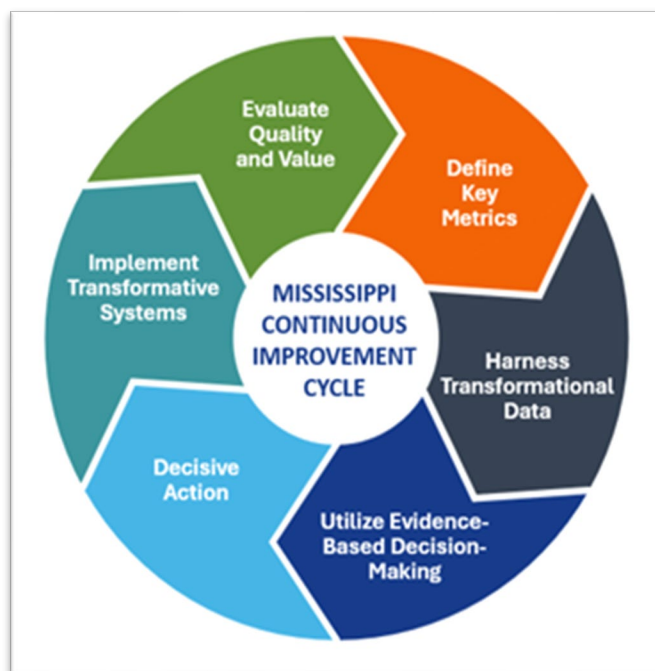 Evaluate
Quality
and Value
Define
Key
Metrics
Harness
Transformational
Data
Utilize Evidence-
Based Decision-
Making
Decisive
Action
Implement
Transformative
Systems
MISSISSIPPI
CONTINUOUS
IMPROVEMENT
CYCLE